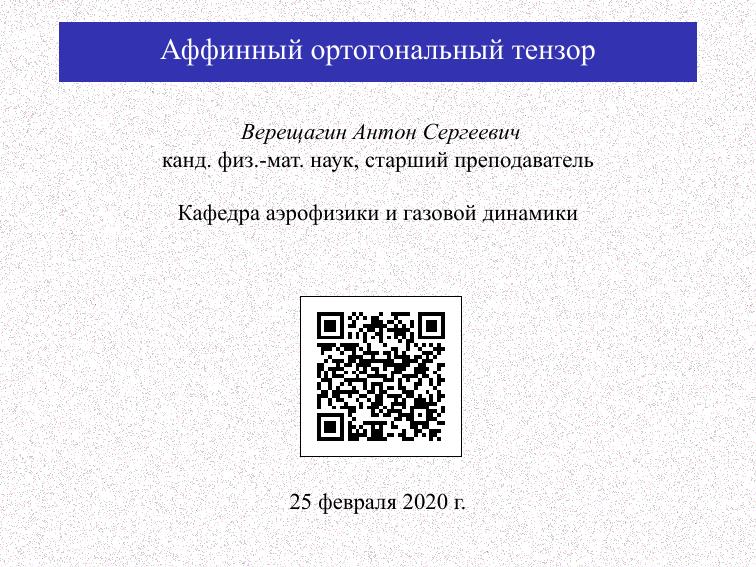 Аффинный ортогональный тензор
Верещагин Антон Сергеевич
канд. физ.-мат. наук, старший преподаватель
Кафедра аэрофизики и газовой динамики
25 февраля 2020 г.